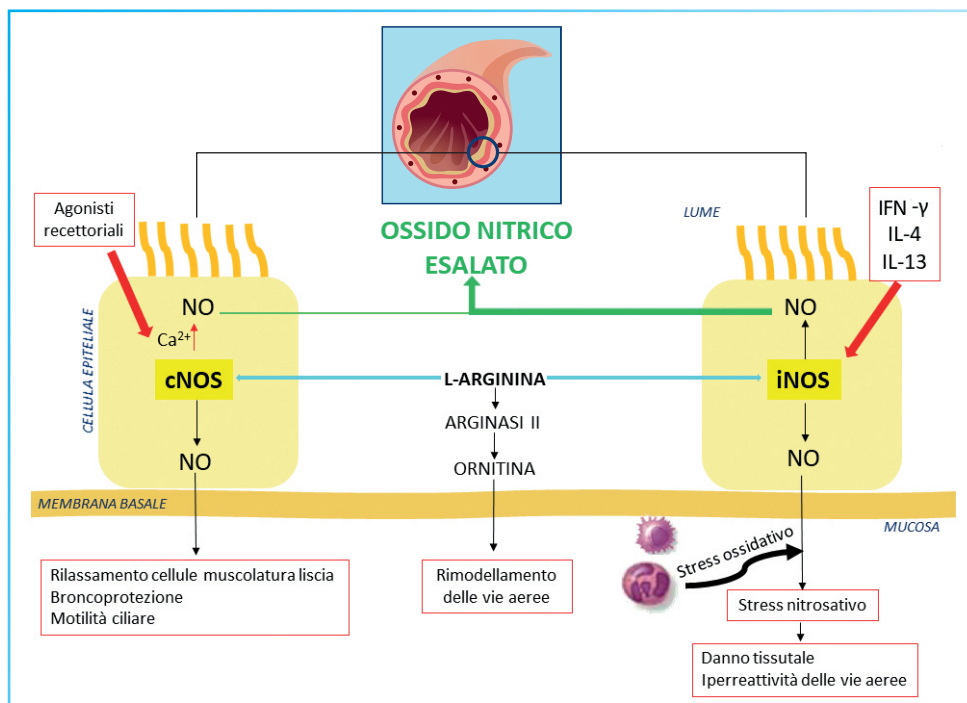 Agonisti
recettoriali
OSSIDO NITRICO
ESALATO
LUME
IFN -γ
IL-4
IL-13
CELLULA EPITELIALE
NO
Ca2+
cNOS
NO
L-ARGININA
ARGINASI II
ORNITINA
NO
iNOS
NO
MEMBRANA BASALE
MUCOSA
Rilassamento cellule muscolatura liscia
Broncoprotezione
Motilità ciliare
Rimodellamento
delle vie aeree
Stress ossidativo
Stress nitrosativo
Danno tissutale
Iperreattività delle vie aeree